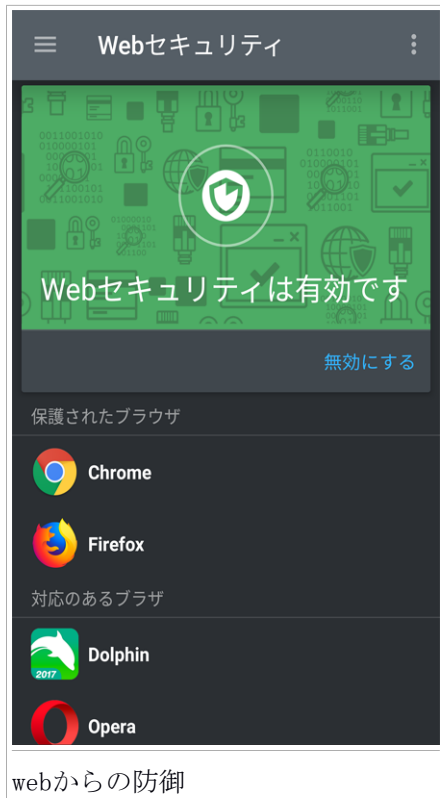 Webセキュリティ
Webセキュリティは有効です
無効にする
保護されたブラウザ
Chrome
Firefox
対応のあるブラザ
2017
Dolphin
Opera
webからの防御